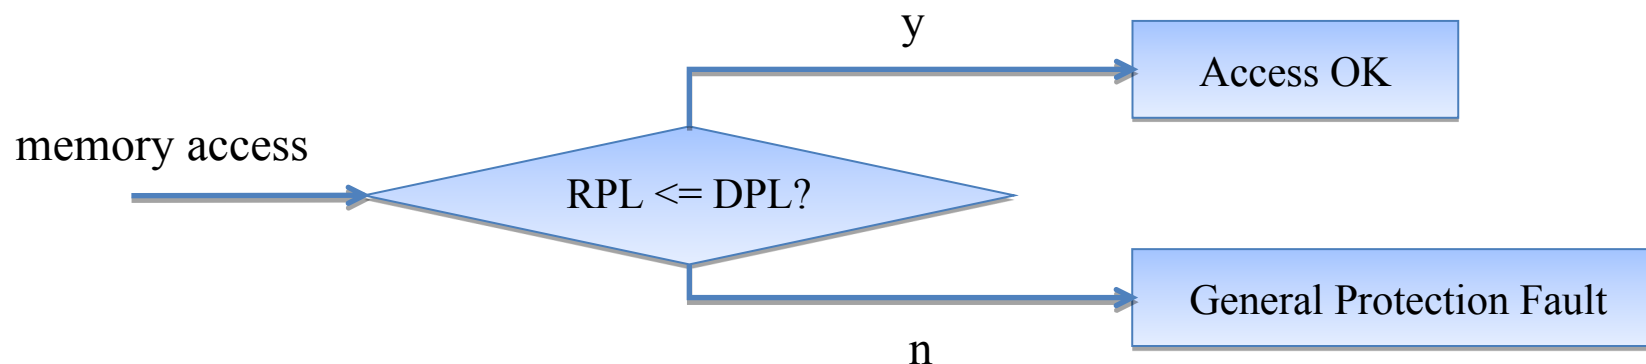 y
Access OK
memory access
RPL <= DPL?
General Protection Fault
n